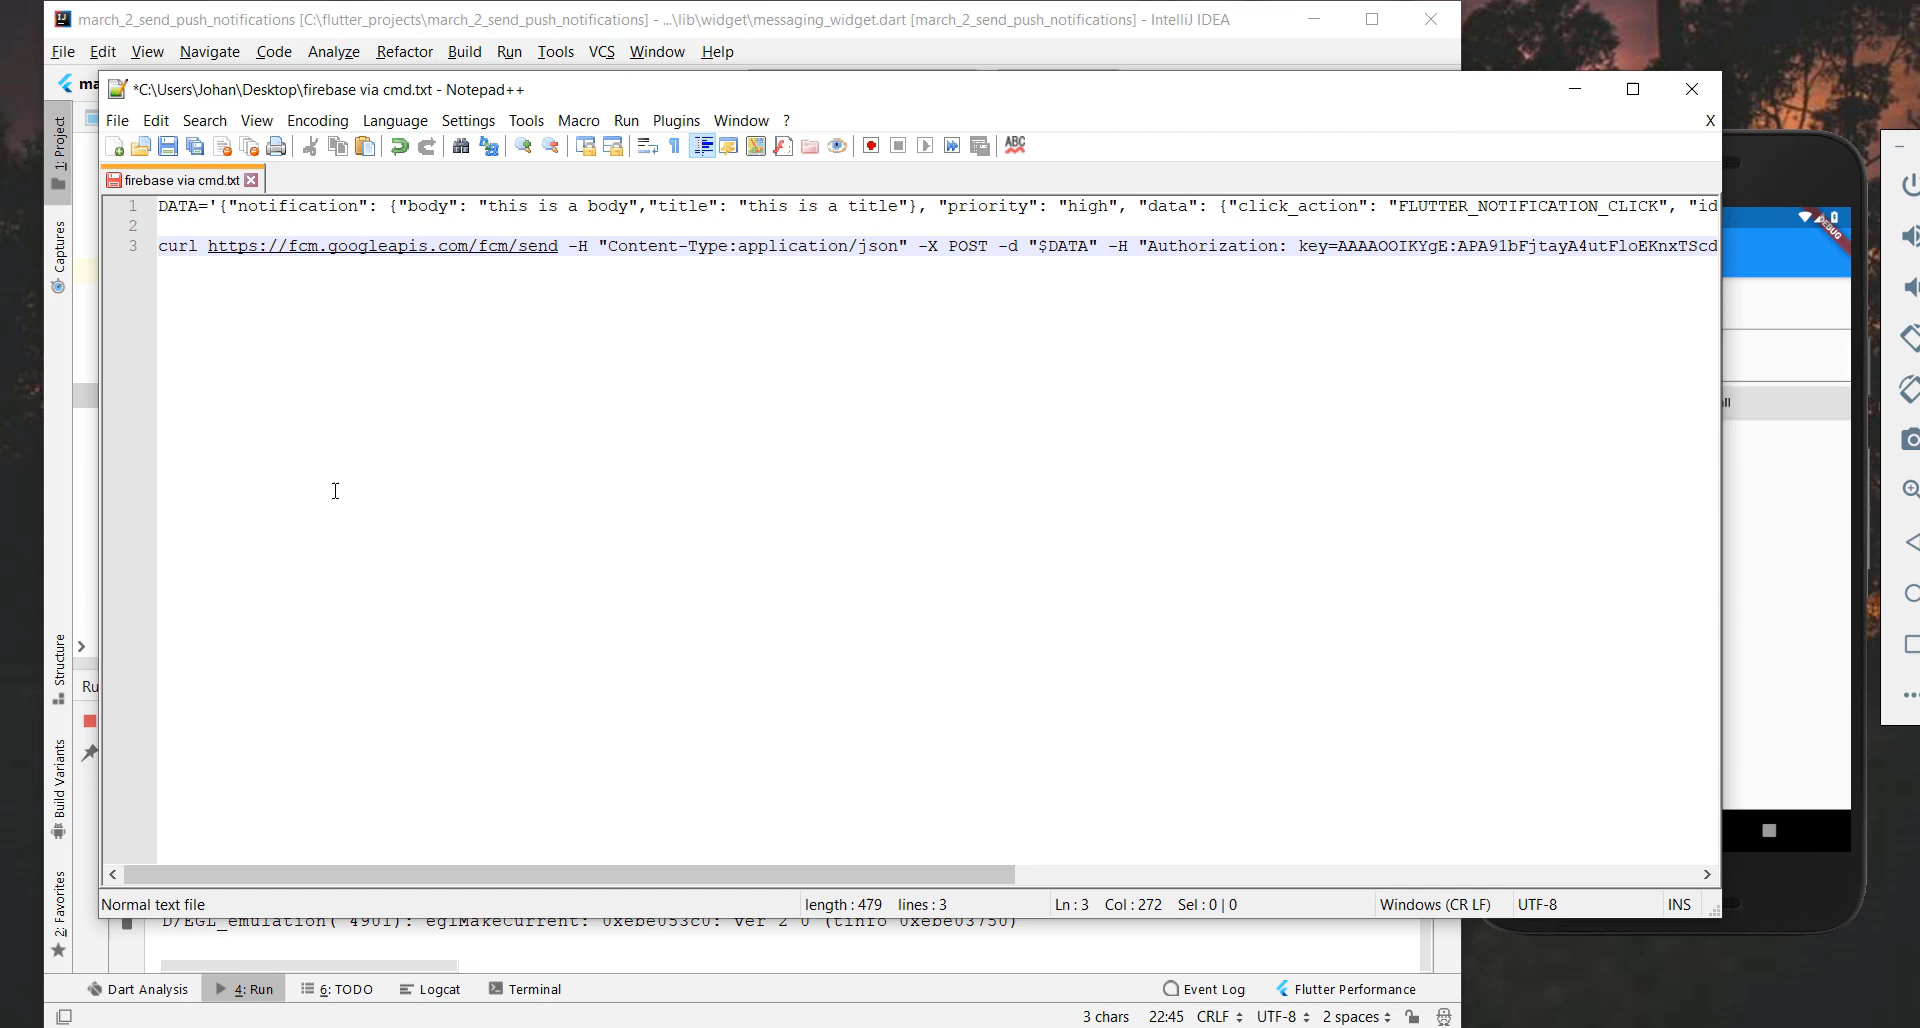 march_2_send_push_notifications [C:\flutter_projects\march_2_send_push_notifications] - ...\lib\widget\messaging_widget.dart [march_2_send_push_notifications] - IntelliJ IDEA
File Edit View Navigate Code Analyze Refactor Build Run Tools VCS Window Help
ma
*C:\Users\Johan\Desktop\firebase via cmd.txt - Notepad++
File Edit Search View Encoding Language Settings Tools Macro Run Plugins Window ? X
ABC
firebase via cmd.txt
1 DATA='{"notification": {"body": "this is a body","title": "this is a title"}, "priority": "high", "data": {"click_action": "FLUTTER_NOTIFICATION_CLICK", "id
2
3 curl https://fcm.googleapis.com/fcm/send -H "Content-Type:application/json" -X POST -d "$DATA" -H "Authorization: key=AAAAOOIKYgE:APA91bFjtayA4utFloEKnxTScd
1: Project
Captures
Structure
Build Variants
2: Favorites
Ru
DEBUG
ll
Normal text file length : 479 lines : 3 Ln : 3 Col : 272 Sel : 0 | 0 Windows (CR LF) UTF-8 INS
D/EGL_emulation( 4901): eglMakeCurrent: 0xebe053c0: ver 2 0 (tinfo 0xebe03750)
Dart Analysis 4: Run 6: TODO Logcat Terminal Event Log Flutter Performance
3 chars 22:45 CRLF UTF-8 2 spaces